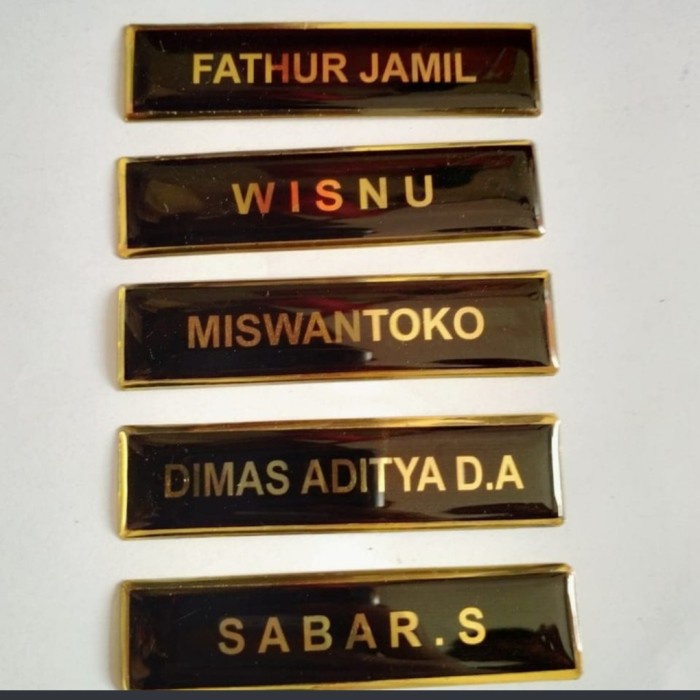 FATHUR JAMIL
WISNU
MISWANTOKO
DIMAS ADITYA D.A
SABAR.S